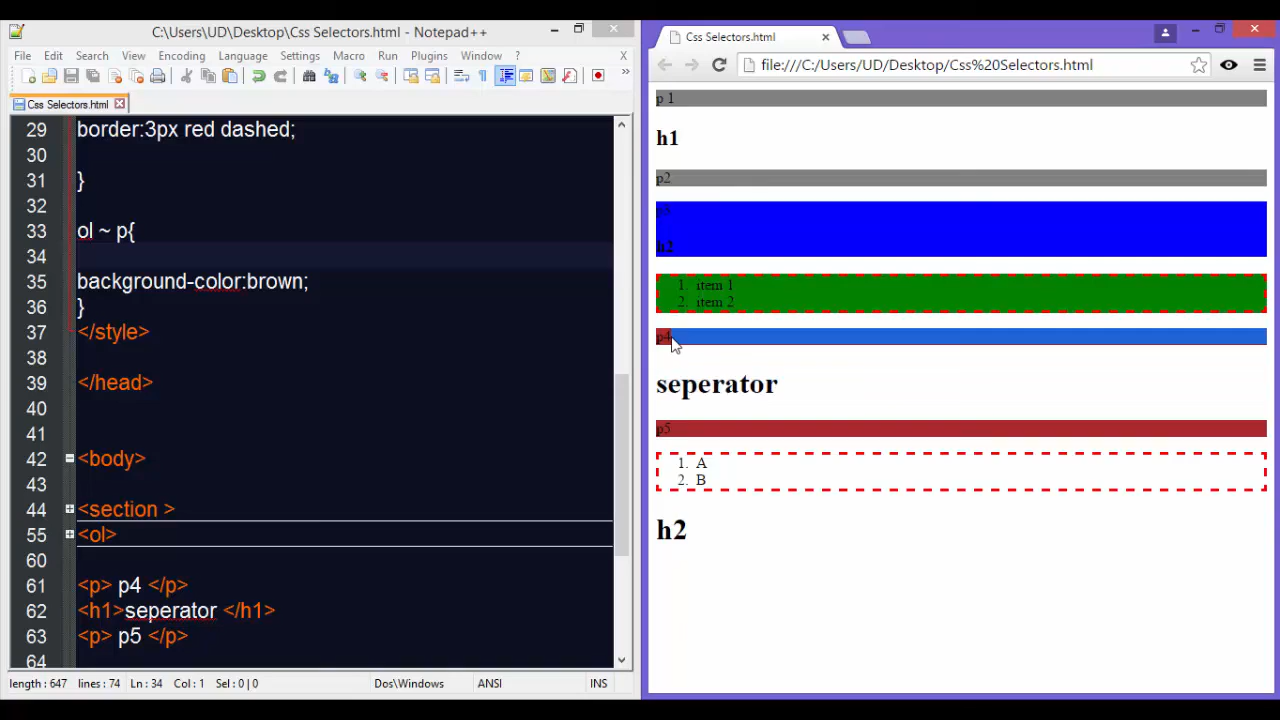 C:\Users\UD\Desktop\Css Selectors.html - Notepad++
File Edit Search View Encoding Language Settings Macro Run Plugins Window ? X
»
Css Selectors.html
29 border:3px red dashed;
30
31 }
32
33 ol ~ p{
34
35 background-color:brown;
36 }
37 </style>
38
39 </head>
40
41
42 <body>
43
44 <section >
55 <ol>
60
61 <p> p4 </p>
62 <h1>seperator </h1>
63 <p> p5 </p>
64
length : 647 lines : 74 Ln : 34 Col : 1 Sel : 0 | 0 Dos\Windows ANSI INS
Css Selectors.html
file:///C:/Users/UD/Desktop/Css%20Selectors.html
p 1
h1
p2
h2
1. item 1
2. item 2
p4
seperator
p5
1. A
2. B
h2